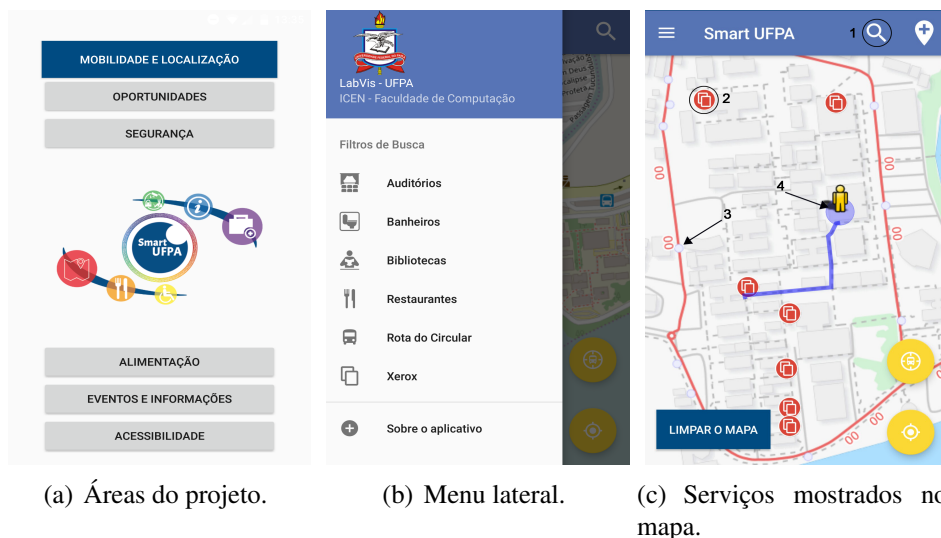 MOBILIDADE E LOCALIZAÇÃO
OPORTUNIDADES
SEGURANÇA
Smart
UFPA
ALIMENTAÇÃO
EVENTOS E INFORMAÇÕES
ACESSIBILIDADE
(a) Áreas do projeto.
LabVis - UFPA
ICEN - Faculdade de Computação
Filtros de Busca
Auditórios
Banheiros
Bibliotecas
Restaurantes
Rota do Circular
Xerox
Sobre o aplicativo
(b) Menu lateral.
Smart UFPA
1
2
4
3
LIMPAR O MAPA
(c) Serviços mostrados no
mapa.